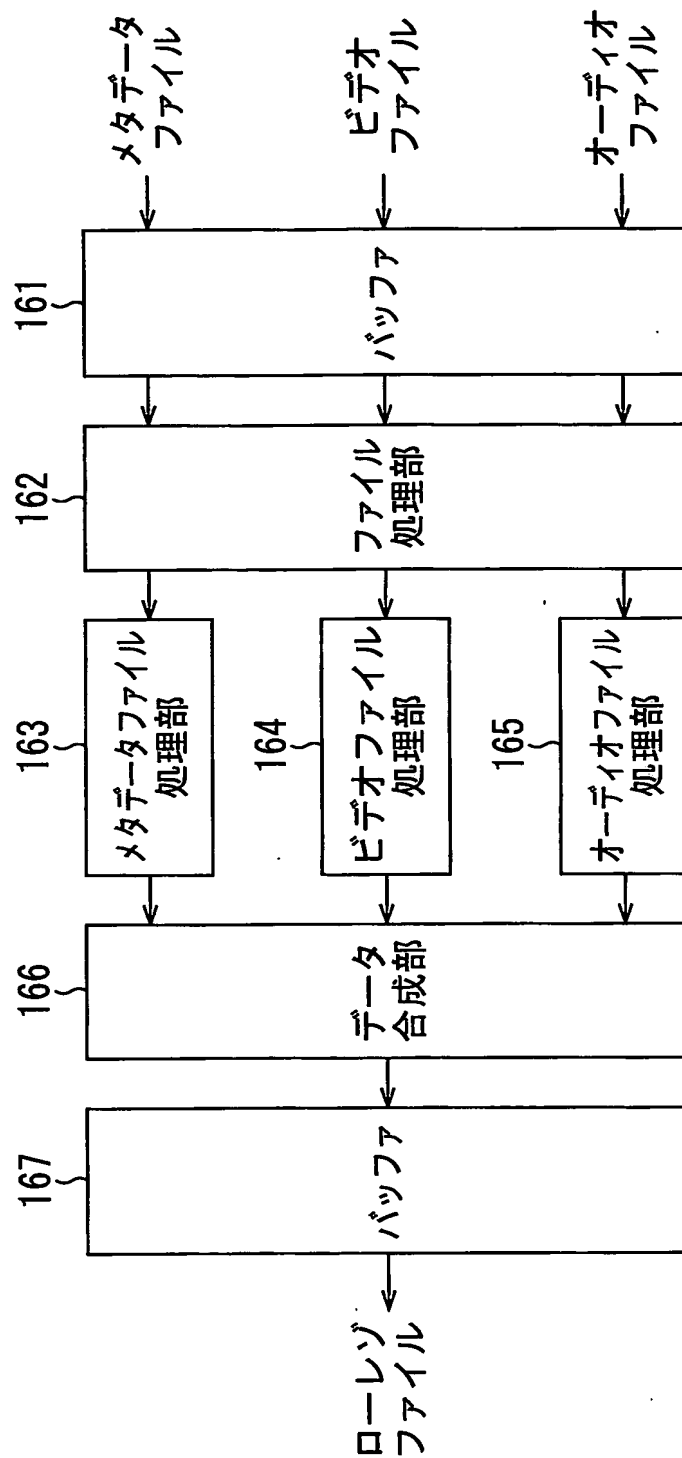 メタデータ
ファイル
ビデオ
ファイル
オーディオ
ファイル
161
バッファ
162
ファイル
処理部
163
メタデータファイル
処理部
164
ビデオファイル
処理部
165
オーディオファイル
処理部
166
データ
合成部
167
バッファ
ローレゾ
ファイル